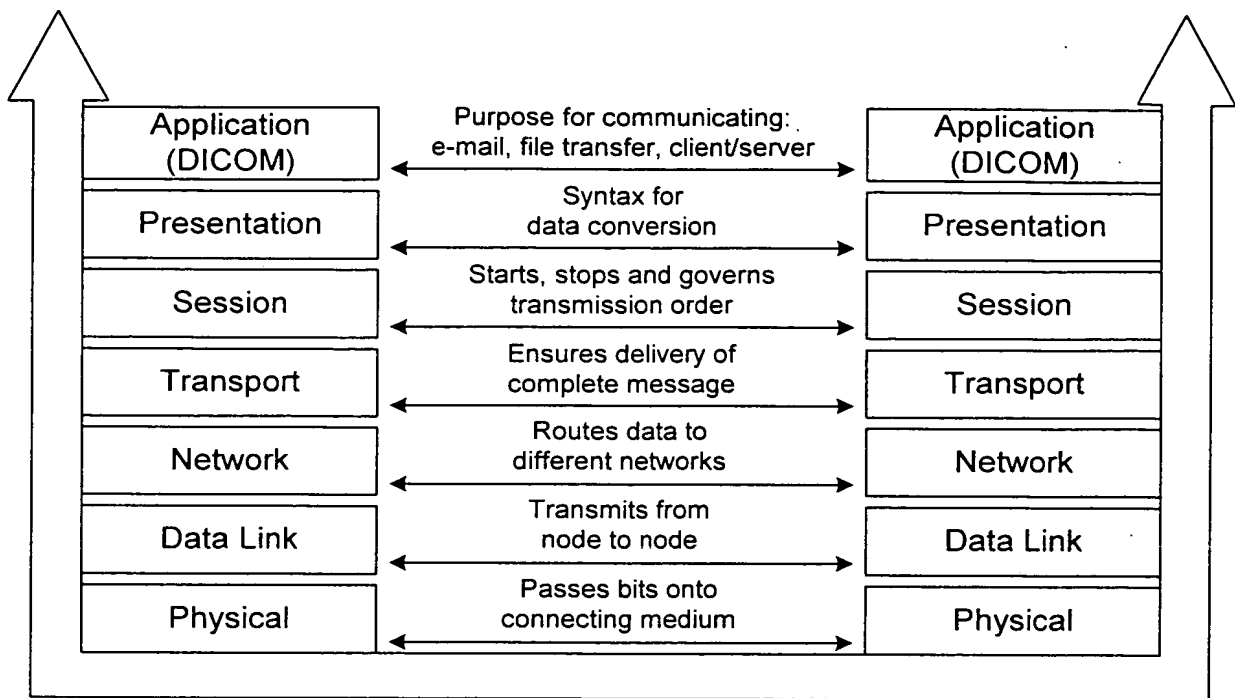 Application
(DICOM)
Purpose for communicating:
e-mail, file transfer, client/server
Application
(DICOM)
Presentation
Syntax for
data conversion
Presentation
Session
Starts, stops and governs
transmission order
Session
Transport
Ensures delivery of
complete message
Transport
Network
Routes data to
different networks
Network
Data Link
Transmits from
node to node
Data Link
Physical
Passes bits onto
connecting medium
Physical